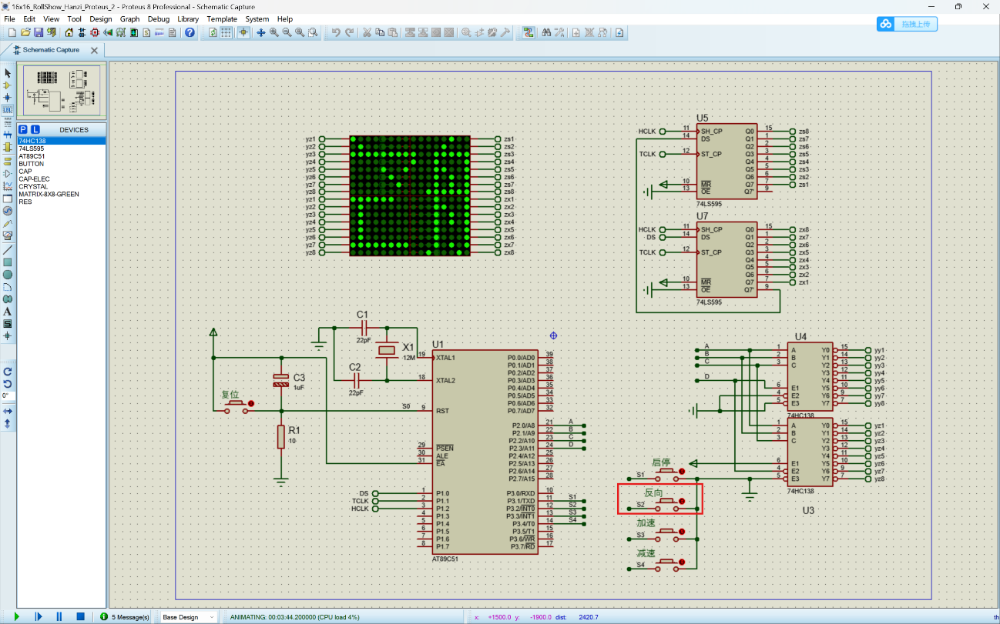 16x16_RollShow_Hanzi_Proteus_2 - Proteus 8 Professional - Schematic Capture
File Edit View Tool Design Graph Debug Library Template System Help
拖拽上传
Schematic Capture
P L DEVICES
74HC138
74LS595
AT89C51
BUTTON
CAP
CAP-ELEC
CRYSTAL
MATRIX-8X8-GREEN
RES
0°
yz1 zs1
yz2 zs2
yz3 zs3
yz4 zs4
yz5 zs5
yz6 zs6
yz7 zs7
yz8 zs8
yz1 zx1
yz2 zx2
yz3 zx3
yz4 zx4
yz5 zx5
yz6 zx6
yz7 zx7
yz8 zx8
U5
HCLK 11 SH_CP Q0 15 zs8
14 DS Q1 1 zs7
Q2 2 zs6
TCLK 12 ST_CP Q3 3 zs5
Q4 4 zs4
Q5 5 zs3
Q6 6 zs2
10 MR Q7 7 zs1
13 OE Q7' 9
74LS595
U7
HCLK 11 SH_CP Q0 15 zx8
DS 14 DS Q1 1 zx7
Q2 2 zx6
TCLK 12 ST_CP Q3 3 zx5
Q4 4 zx4
Q5 5 zx3
Q6 6 zx2
10 MR Q7 7 zx1
13 OE Q7' 9
74LS595
C1
22pF
X1
12M
C2
22pF
C3
1uF
复位
R1
10
S0
U1
19 XTAL1 P0.0/AD0 39
P0.1/AD1 38
P0.2/AD2 37
18 XTAL2 P0.3/AD3 36
P0.4/AD4 35
P0.5/AD5 34
P0.6/AD6 33
9 RST P0.7/AD7 32
P2.0/A8 21 A
P2.1/A9 22 B
P2.2/A10 23 C
29 PSEN P2.3/A11 24 D
30 ALE P2.4/A12 25
31 EA P2.5/A13 26
P2.6/A14 27
P2.7/A15 28
DS 1 P1.0 P3.0/RXD 10
TCLK 2 P1.1 P3.1/TXD 11 S1
HCLK 3 P1.2 P3.2/INT0 12 S2
4 P1.3 P3.3/INT1 13 S3
5 P1.4 P3.4/T0 14 S4
6 P1.5 P3.5/T1 15
7 P1.6 P3.6/WR 16
8 P1.7 P3.7/RD 17
AT89C51
U4
A 1 A Y0 15 yy1
B 2 B Y1 14 yy2
C 3 C Y2 13 yy3
Y3 12 yy4
D Y4 11 yy5
6 E1 Y5 10 yy6
4 E2 Y6 9 yy7
5 E3 Y7 7 yy8
74HC138
1 A Y0 15 yz1
2 B Y1 14 yz2
3 C Y2 13 yz3
Y3 12 yz4
Y4 11 yz5
6 E1 Y5 10 yz6
4 E2 Y6 9 yz7
5 E3 Y7 7 yz8
74HC138
U3
启停
S1
反向
S2
加速
S3
减速
S4
5 Message(s) Base Design ANIMATING: 00:03:44.200000 (CPU load 4%) x: +1500.0 y: -1900.0 dist: 2420.7 th